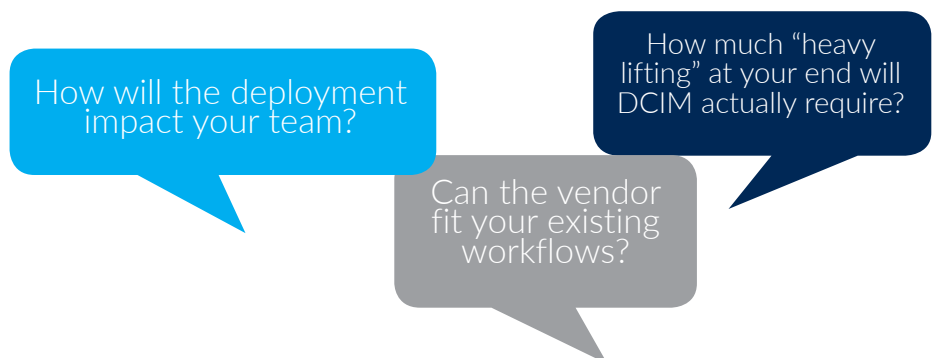 How will the deployment
impact your team?
Can the vendor
fit your existing
workflows?
How much “heavy
lifting” at your end will
DCIM actually require?